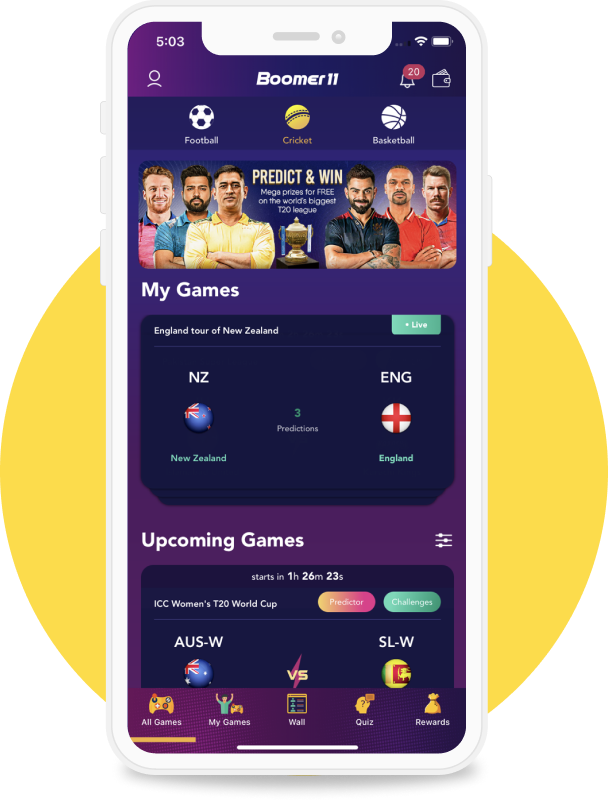 5:03
Boomer 11
20
Football
Cricket
Basketball
PREDICT & WIN
Mega prizes for FREE
on the world's biggest
T20 league
My Games
England tour of New Zealand
• Live
NZ
ENG
3
Predictions
New Zealand
England
Upcoming Games
starts in 1h 26m 23s
ICC Women's T20 World Cup
Predictor
Challenges
AUS-W
SL-W
VS
All Games
My Games
Wall
Quiz
Rewards